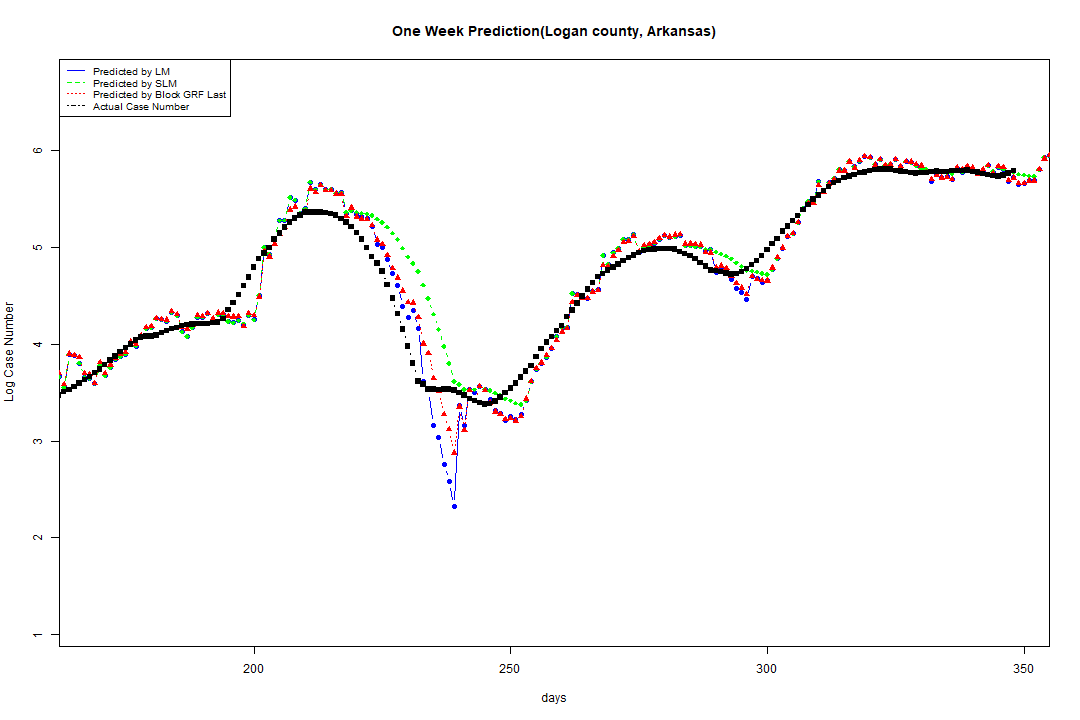 One Week Prediction(Logan county, Arkansas)
Predicted by LM
Predicted by SLM
Predicted by Block GRF Last
Actual Case Number
Log Case Number
6
5
4
3
2
1
200
250
300
350
days